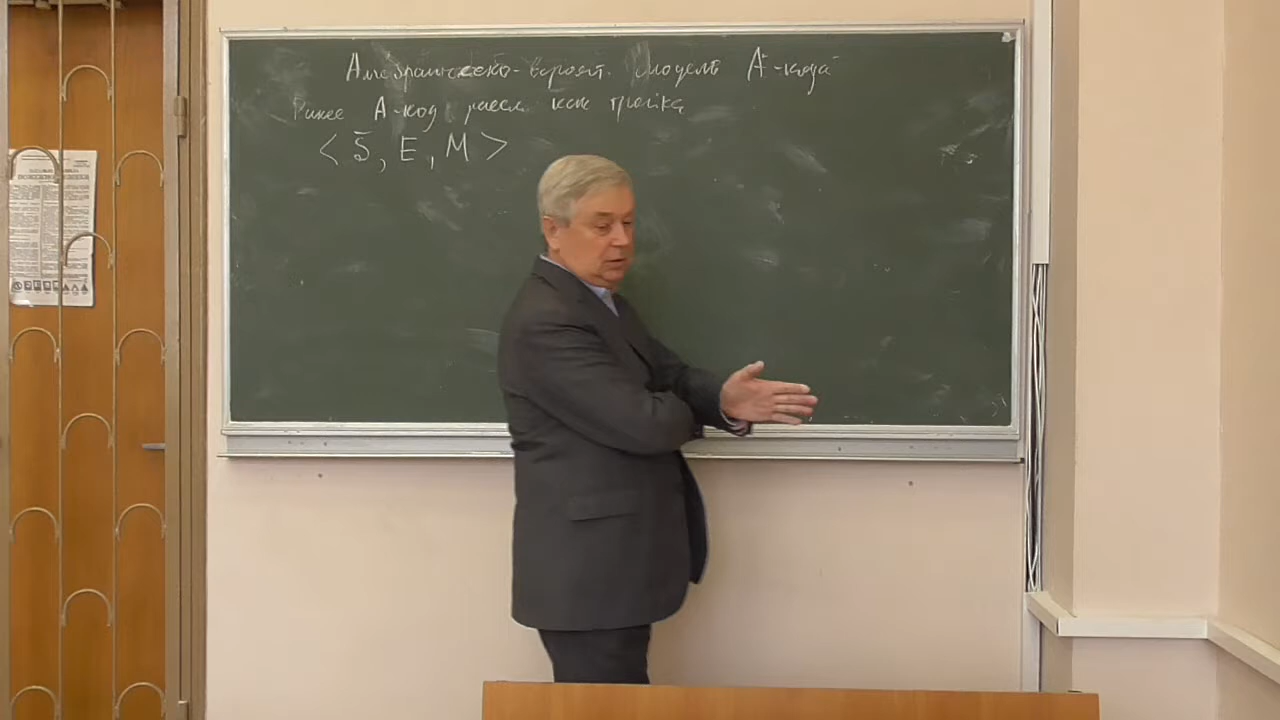 Алгебраическо-вероят. модель А-кода
Ранее А-код рассм как тройка
< S̄, E, M >